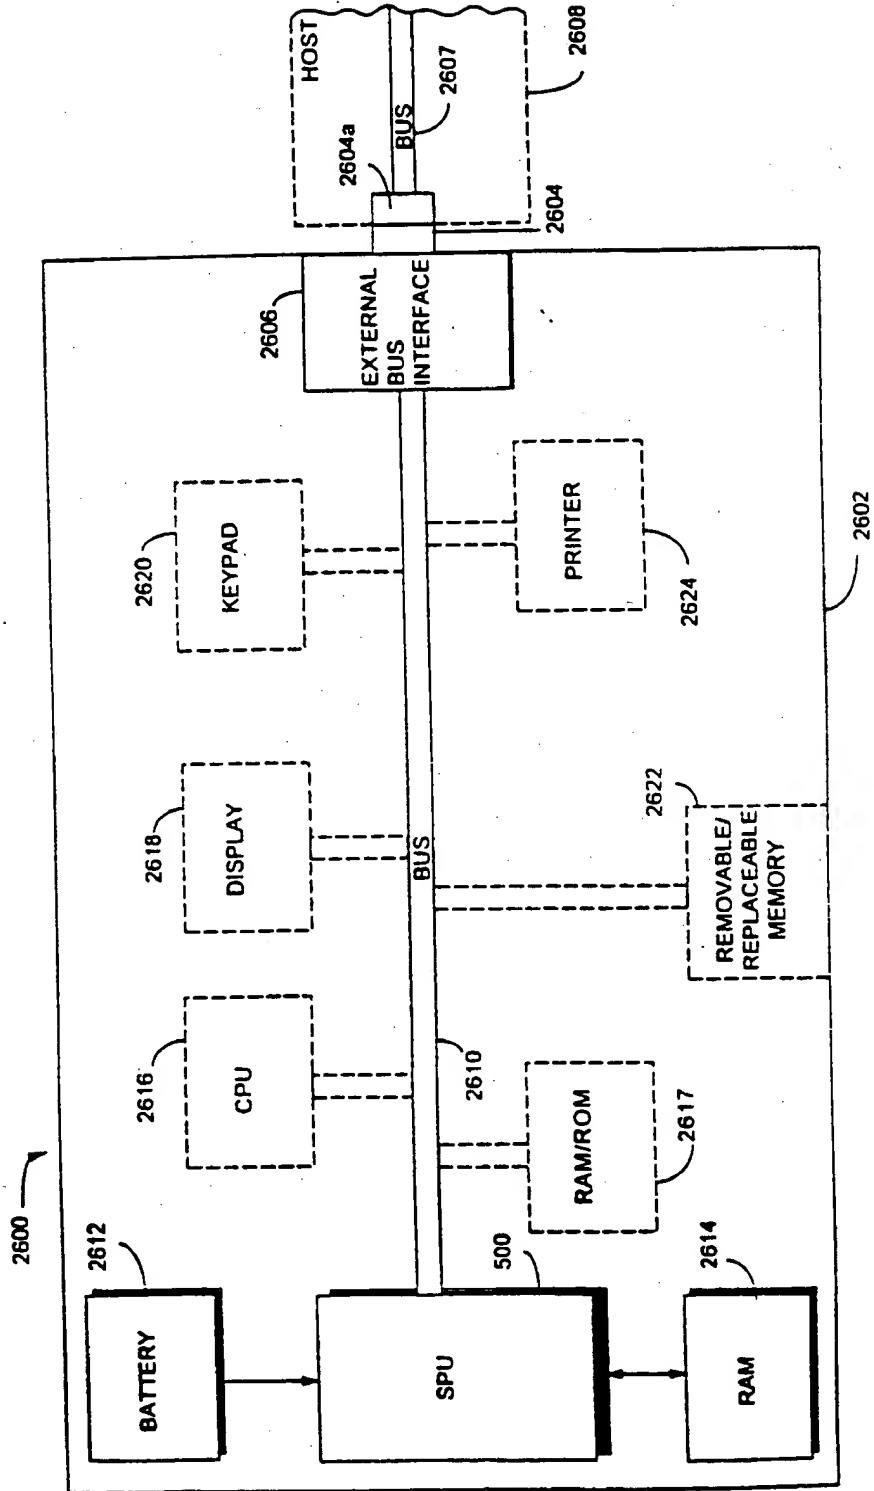 2600
BATTERY
2612
SPU
500
RAM
2614
CPU
2616
RAM/ROM
2617
BUS
2610
DISPLAY
2618
REMOVABLE/
REPLACEABLE
MEMORY
2622
KEYPAD
2620
PRINTER
2624
EXTERNAL
BUS
INTERFACE
2606
2602
HOST
BUS
2604a
2604
2607
2608